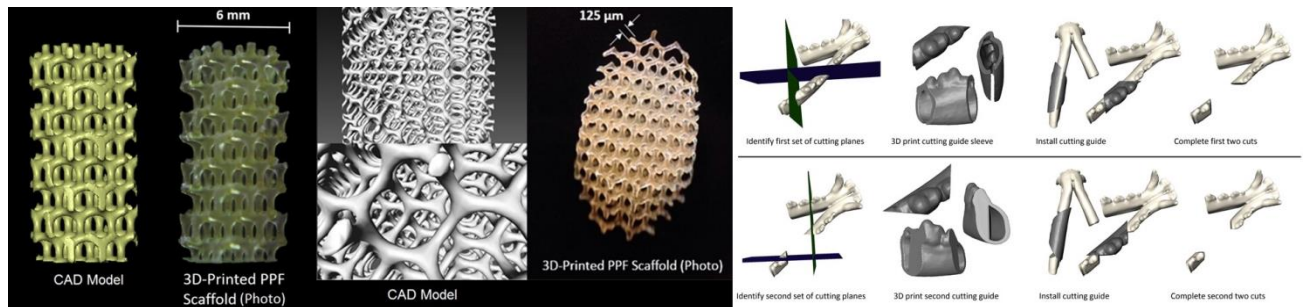 6 mm
125 µm
CAD Model
3D-Printed PPF
Scaffold (Photo)
CAD Model
3D-Printed PPF Scaffold (Photo)
Identify first set of cutting planes
3D print cutting guide sleeve
Install cutting guide
Complete first two cuts
Identify second set of cutting planes
3D print second cutting guide
Install cutting guide
Complete second two cuts